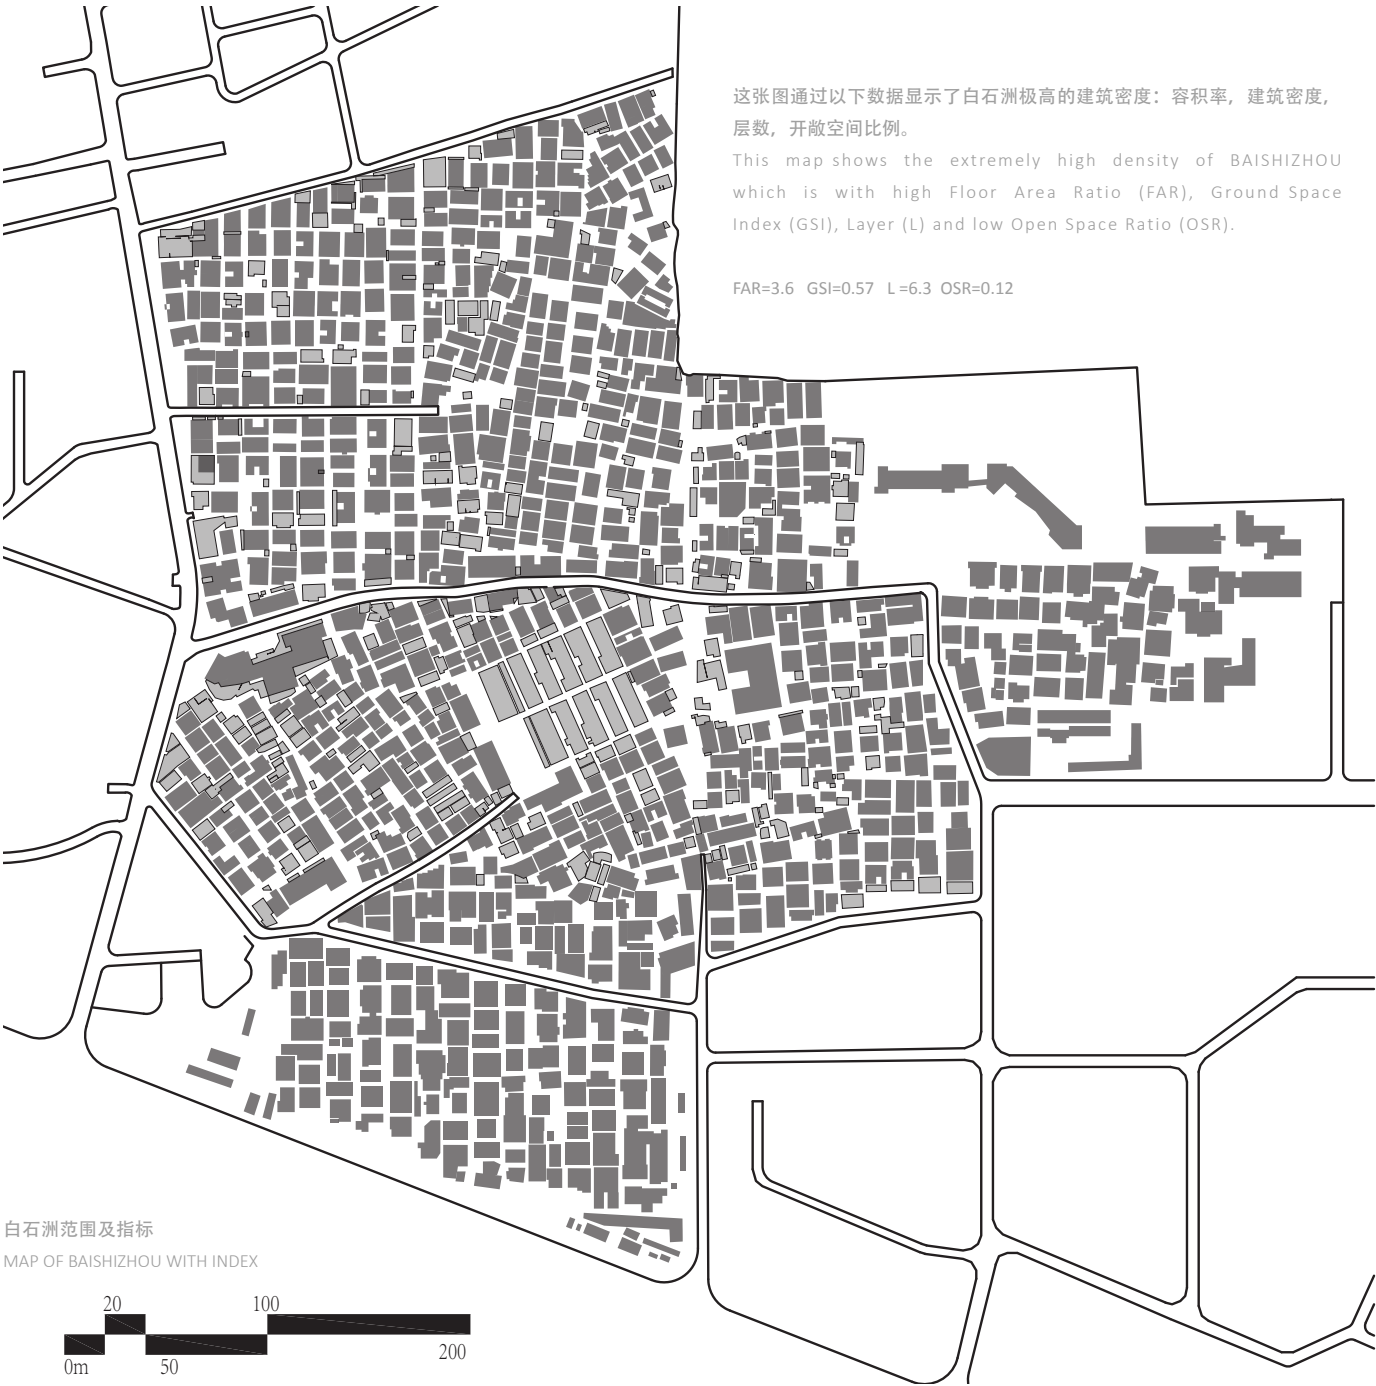 这张图通过以下数据显示了白石洲极高的建筑密度：容积率，建筑密度，
层数，开敞空间比例。
This map shows the extremely high density of BAISHIZHOU
which is with high Floor Area Ratio (FAR), Ground Space
Index (GSI), Layer (L) and low Open Space Ratio (OSR).
FAR=3.6 GSI=0.57 L =6.3 OSR=0.12
白石洲范围及指标
MAP OF BAISHIZHOU WITH INDEX
20 100
0m 50 200